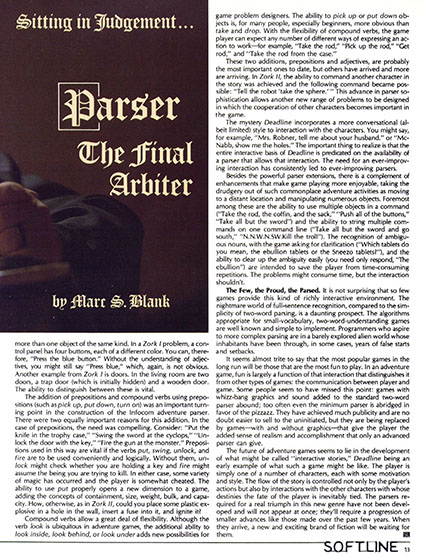 Sitting in Judgement...
Parser
The Final
Arbiter
by Marc S. Blank
more than one object of the same kind. In a Zork I problem, a con-
trol panel has four buttons, each of a different color. You can, there-
fore, "Press the blue button." Without the understanding of adjec-
tives, you might still say "Press blue," which, again, is not obvious.
Another example from Zork I is doors. In the living room are two
doors, a trap door (which is initially hidden) and a wooden door.
The ability to distinguish between these is vital.
The addition of prepositions and compound verbs using prepo-
sitions (such as pick up, put down, turn on) was an important turn-
ing point in the construction of the Infocom adventure parser.
There were two equally important reasons for this addition. In the
case of prepositions, the need was compelling. Consider: "Put the
knife in the trophy case," "Swing the sword at the cyclops," "Un-
lock the door with the key," "Fire the gun at the monster." Preposi-
tions used in this way are vital if the verbs put, swing, unlock, and
fire are to be used conveniently and logically. Without them, un-
lock might check whether you are holding a key and fire might
assume the being you are trying to kill. In either case, some variety
of magic has occurred and the player is somewhat cheated. The
ability to use put properly opens a new dimension to a game,
adding the concepts of containment, size, weight, bulk, and capa-
city. How, otherwise, as in Zork II, could you place some plastic ex-
plosive in a hole in the wall, insert a fuse into it, and ignite it?
Compound verbs allow a great deal of flexibility. Although the
verb look is ubiquitous in adventure games, the additional ability to
look inside, look behind, or look under adds new possibilities for
game problem designers. The ability to pick up or put down ob-
jects is, for many people, especially beginners, more obvious than
take and drop. With the flexibility of compound verbs, the game
player can expect any number of different ways of expressing an ac-
tion to work—for example, "Take the rod," "Pick up the rod," "Get
rod," and "Take the rod from the case."
These two additions, prepositions and adjectives, are probably
the most important ones to date, but others have arrived and more
are arriving. In Zork II, the ability to command another character in
the story was achieved and the following command became pos-
sible: "Tell the robot 'take the sphere.'" This advance in parser so-
phistication allows another new range of problems to be designed
in which the cooperation of other characters becomes important in
the game.
The mystery Deadline incorporates a more conversational (al-
beit limited) style to interaction with the characters. You might say,
for example, "Mrs. Robner, tell me about your husband," or "Mc-
Nabb, show me the holes." The important thing to realize is that the
entire interactive basis of Deadline is predicated on the availability of
a parser that allows that interaction. The need for an ever-improv-
ing interaction has consistently led to ever-improving parsers.
Besides the powerful parser extensions, there is a complement of
enhancements that make game playing more enjoyable, taking the
drudgery out of such commonplace adventure activities as moving
to a distant location and manipulating numerous objects. Foremost
among these are the ability to use multiple objects in a command
("Take the rod, the coffin, and the sack," "Push all of the buttons,"
"Take all but the sword") and the ability to string multiple com-
mands on one command line ("Take all but the sword and go
south," "N.N.W.N.SW.Kill the troll"). The recognition of ambigu-
ous nouns, with the game asking for clarification ("Which tablets do
you mean, the ebullion tablets or the Sneezo tablets?"), and the
ability to clear up the ambiguity easily (you need only respond, "The
ebullion") are intended to save the player from time-consuming
repetitions. The problems might consume time, but the interaction
shouldn't.
The Few, the Proud, the Parsed. It is not surprising that so few
games provide this kind of richly interactive environment. The
nightmare world of full-sentence recognition, compared to the sim-
plicity of two-word parsing, is a daunting prospect. The algorithms
appropriate for small-vocabulary, two-word-understanding games
are well known and simple to implement. Programmers who aspire
to more complex parsing are in a barely explored alien world whose
inhabitants have been through, in some cases, years of false starts
and setbacks.
It seems almost trite to say that the most popular games in the
long run will be those that are the most fun to play. In an adventure
game, fun is largely a function of that interaction that distinguishes it
from other types of games: the communication between player and
game. Some people seem to have missed this point: games with
whizz-bang graphics and sound added to the standard two-word
parser abound; too often even the minimum parser is abridged in
favor of the pizzazz. They have achieved much publicity and are no
doubt easier to sell to the uninitiated, but they are being replaced
by games—with and without graphics—that give the player the
added sense of realism and accomplishment that only an advanced
parser can give.
The future of adventure games seems to lie in the development
of what might be called "interactive stories," Deadline being an
early example of what such a game might be like. The player is
simply one of a number of characters, each with some motivation
and style. The flow of the story is controlled not only by the player's
actions but also by interactions with the other characters with whose
destinies the fate of the player is inevitably tied. The parsers re-
quired for a real triumph in this new genre have not been devel-
oped and will not appear at once; they'll require a progression of
smaller advances like those made over the past few years. When
they arrive, a new and exciting brand of fiction will be waiting for
them.
SOFTLINE 13